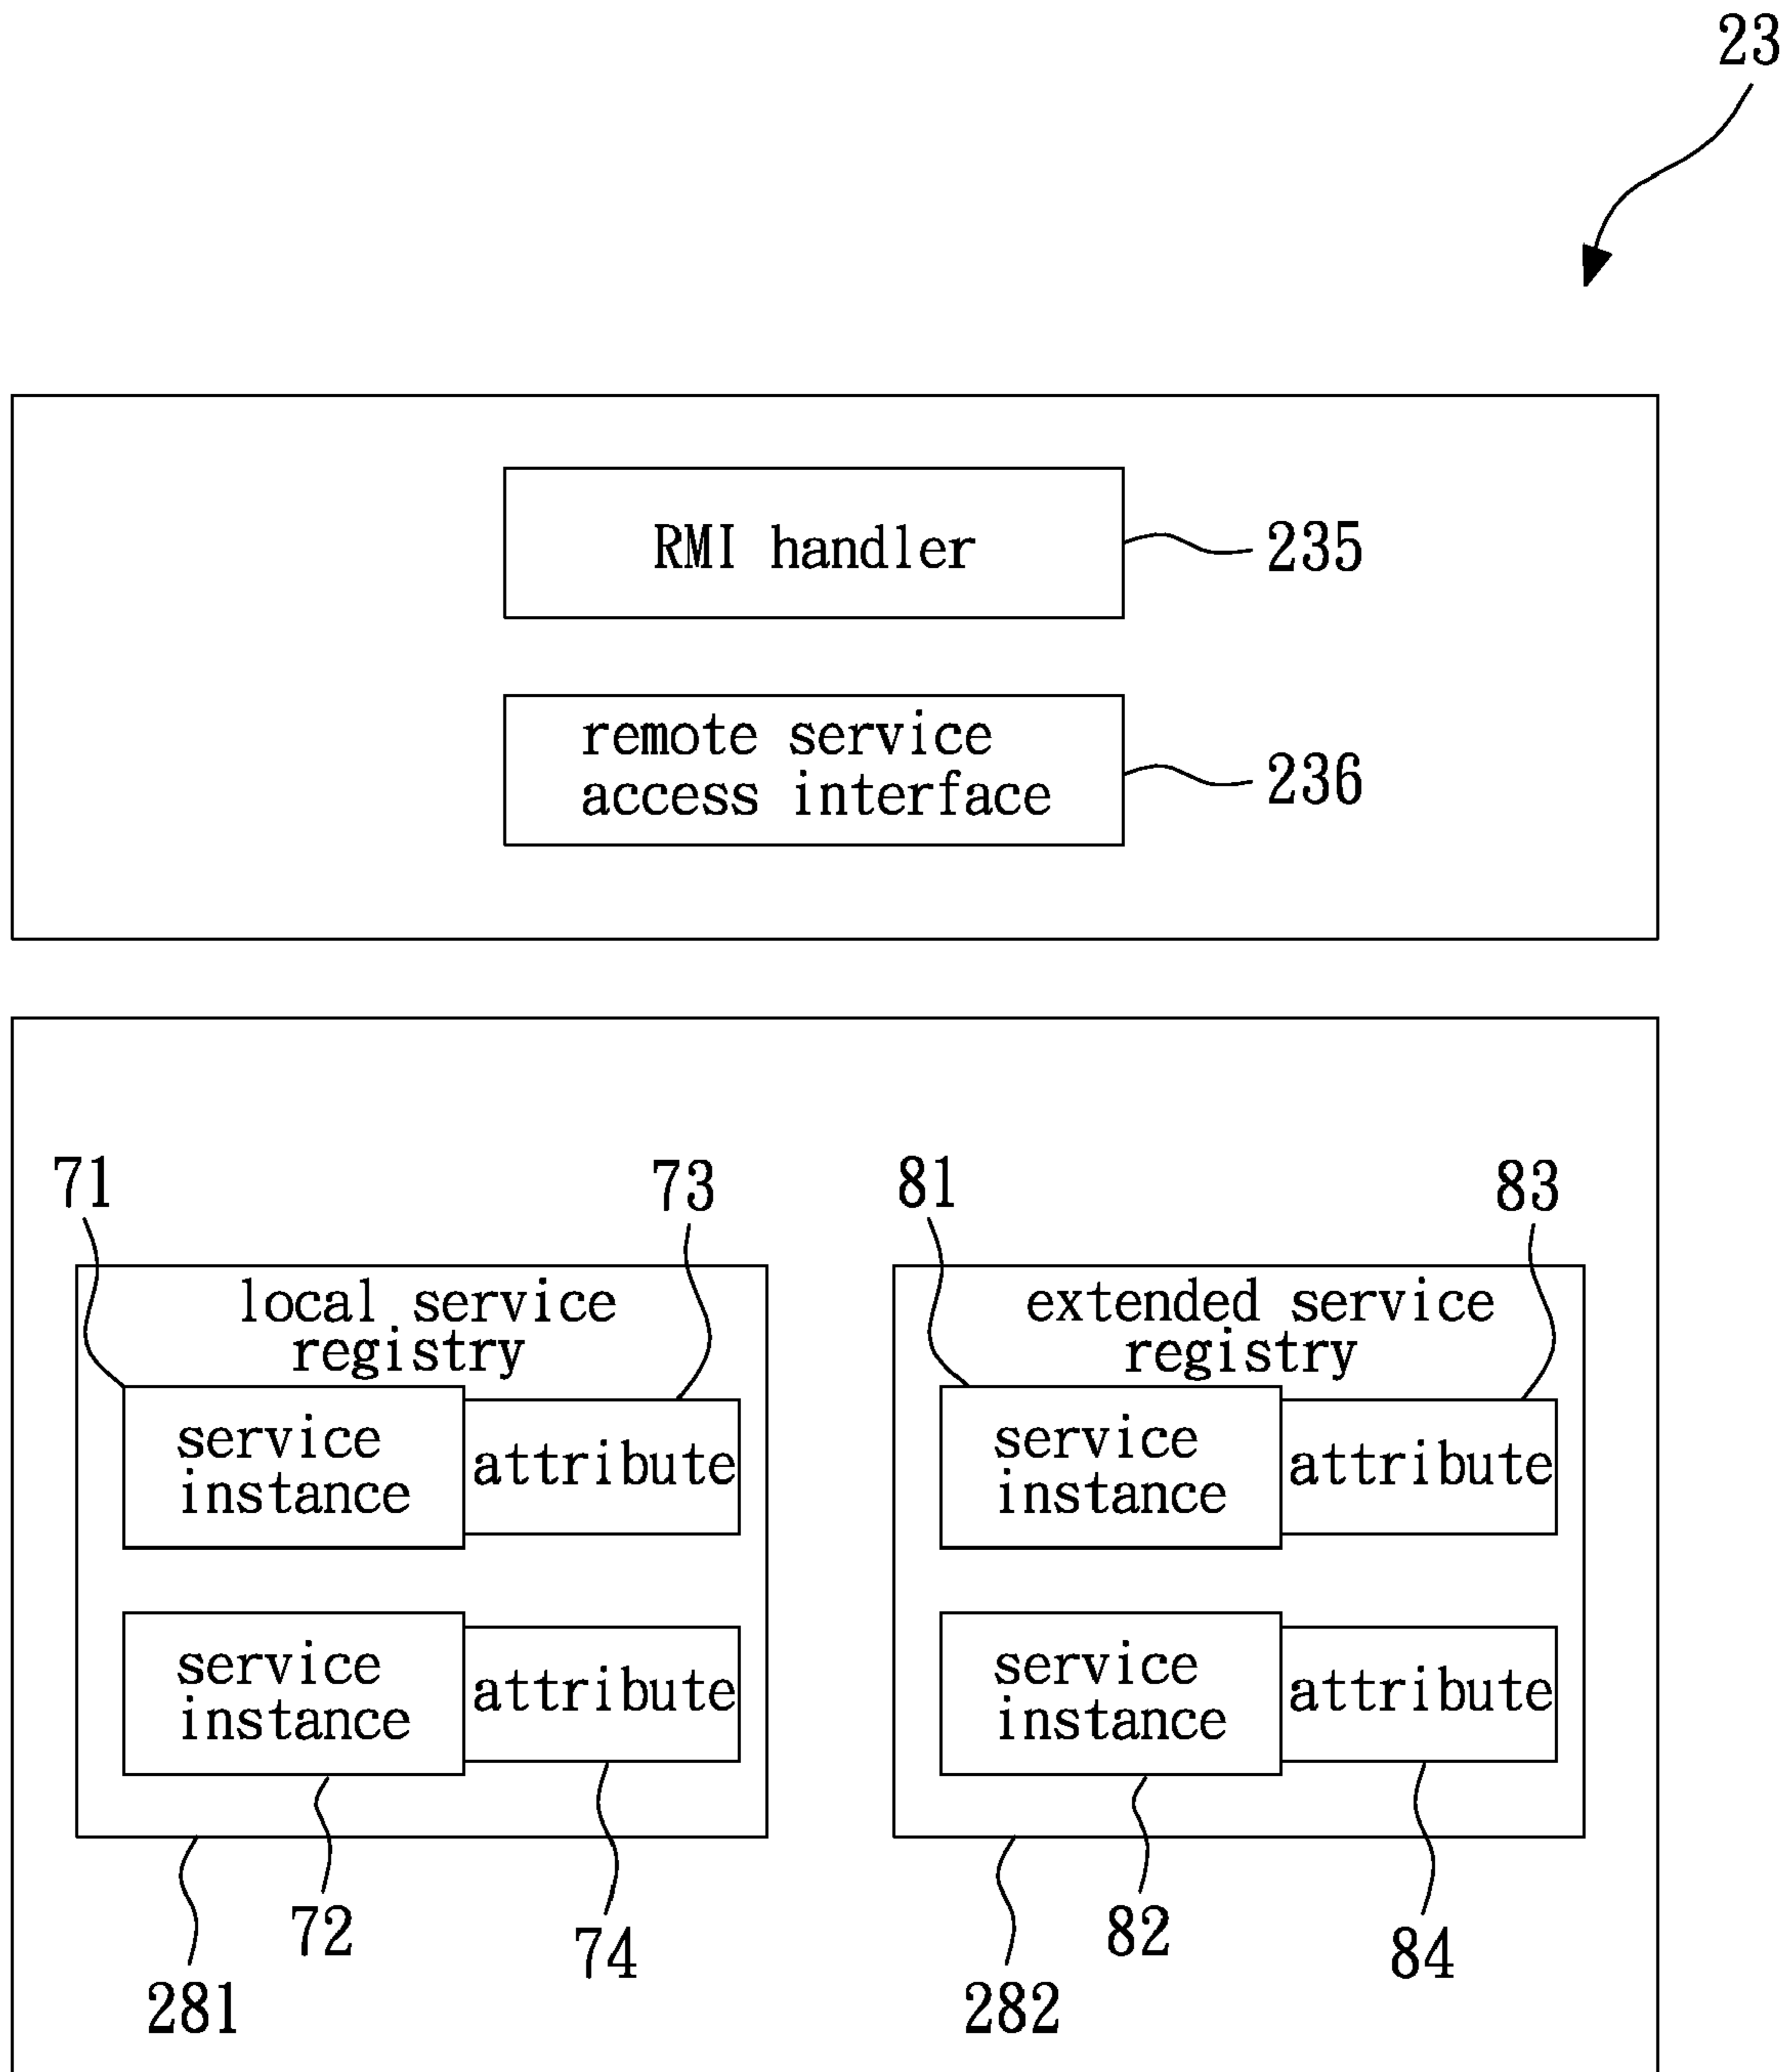 23
RMI handler
235
remote service
access interface
236
71
73
81
83
local service
registry
extended service
registry
service
instance
attribute
service
instance
attribute
service
instance
attribute
service
instance
attribute
72
74
82
84
281
282